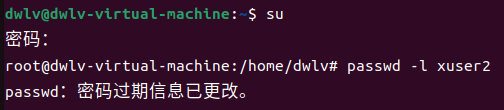 dwlv@dwlv-virtual-machine:~$ su
密码：
root@dwlv-virtual-machine:/home/dwlv# passwd -l xuser2
passwd：密码过期信息已更改。